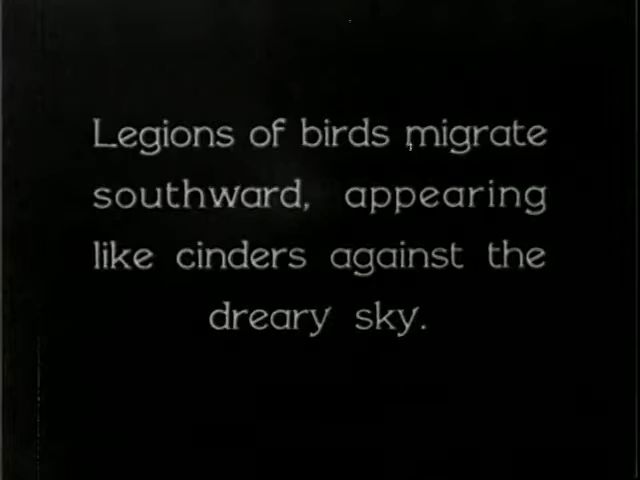 Legions of birds migrate
southward, appearing
like cinders against the
dreary sky.